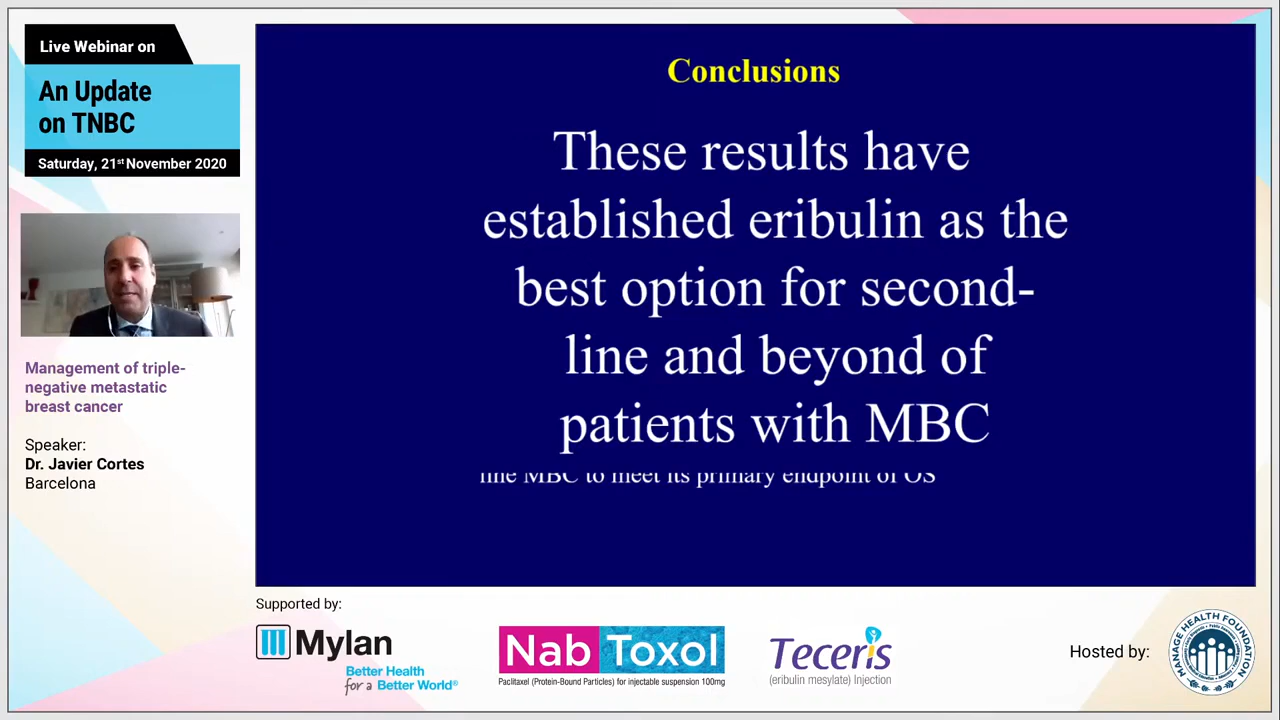 Live Webinar on
An Update
on TNBC
Saturday, 21st November 2020
Management of triple-
negative metastatic
breast cancer
Speaker:
Dr. Javier Cortes
Barcelona
Conclusions
These results have
established eribulin as the
best option for second-
line and beyond of
patients with MBC
line MBC to meet its primary endpoint of OS
Supported by:
Mylan
Better Health
for a Better World®
Nab Toxol
Paclitaxel (Protein-Bound Particles) for injectable suspension 100mg
Teceris
(eribulin mesylate) Injection
Hosted by:
MANAGE HEALTH FOUNDATION